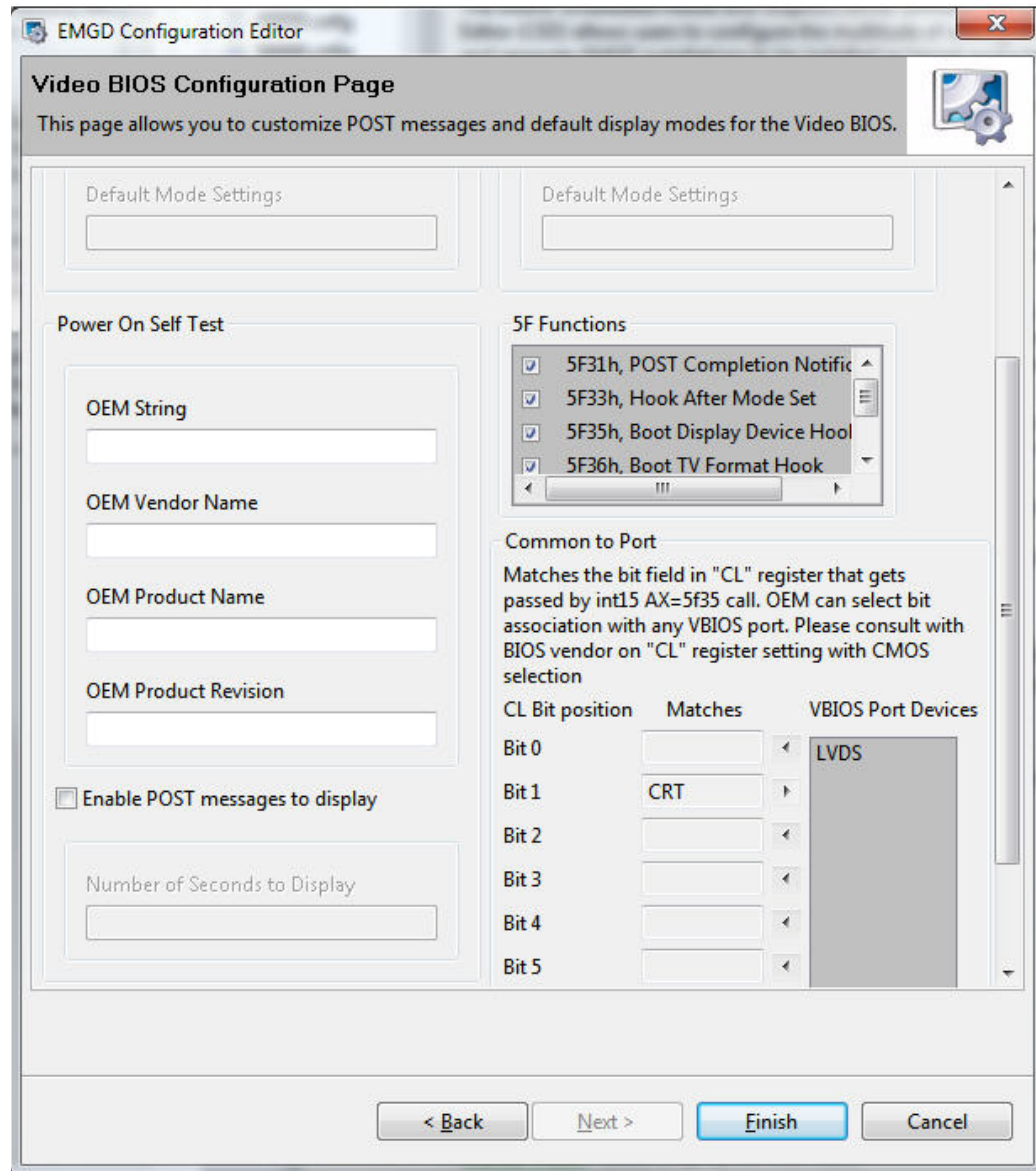 EMGD Configuration Editor
Video BIOS Configuration Page
This page allows you to customize POST messages and default display modes for the Video BIOS.
Default Mode Settings
Default Mode Settings
Power On Self Test
OEM String
OEM Vendor Name
OEM Product Name
OEM Product Revision
Enable POST messages to display
Number of Seconds to Display
5F Functions
5F31h, POST Completion Notific
5F33h, Hook After Mode Set
5F35h, Boot Display Device Hool
5F36h, Boot TV Format Hook
Common to Port
Matches the bit field in "CL" register that gets
passed by int15 AX=5f35 call. OEM can select bit
association with any VBIOS port. Please consult with
BIOS vendor on "CL" register setting with CMOS
selection
CL Bit position Matches VBIOS Port Devices
Bit 0 LVDS
Bit 1 CRT
Bit 2
Bit 3
Bit 4
Bit 5
< Back Next > Finish Cancel